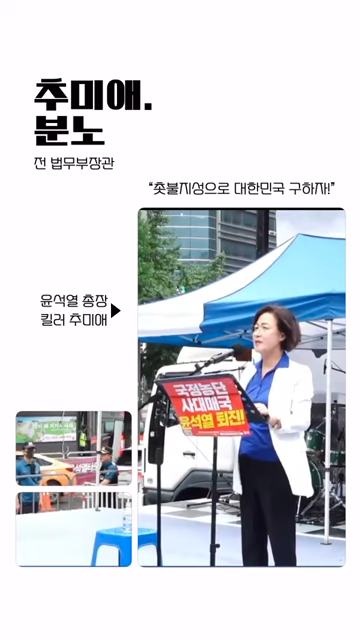 추미애.
분노
전 법무부장관
“촛불지성으로 대한민국 구하자!”
윤석열 총장
킬러 추미애
국정농단
사대매국
윤석열 퇴진!